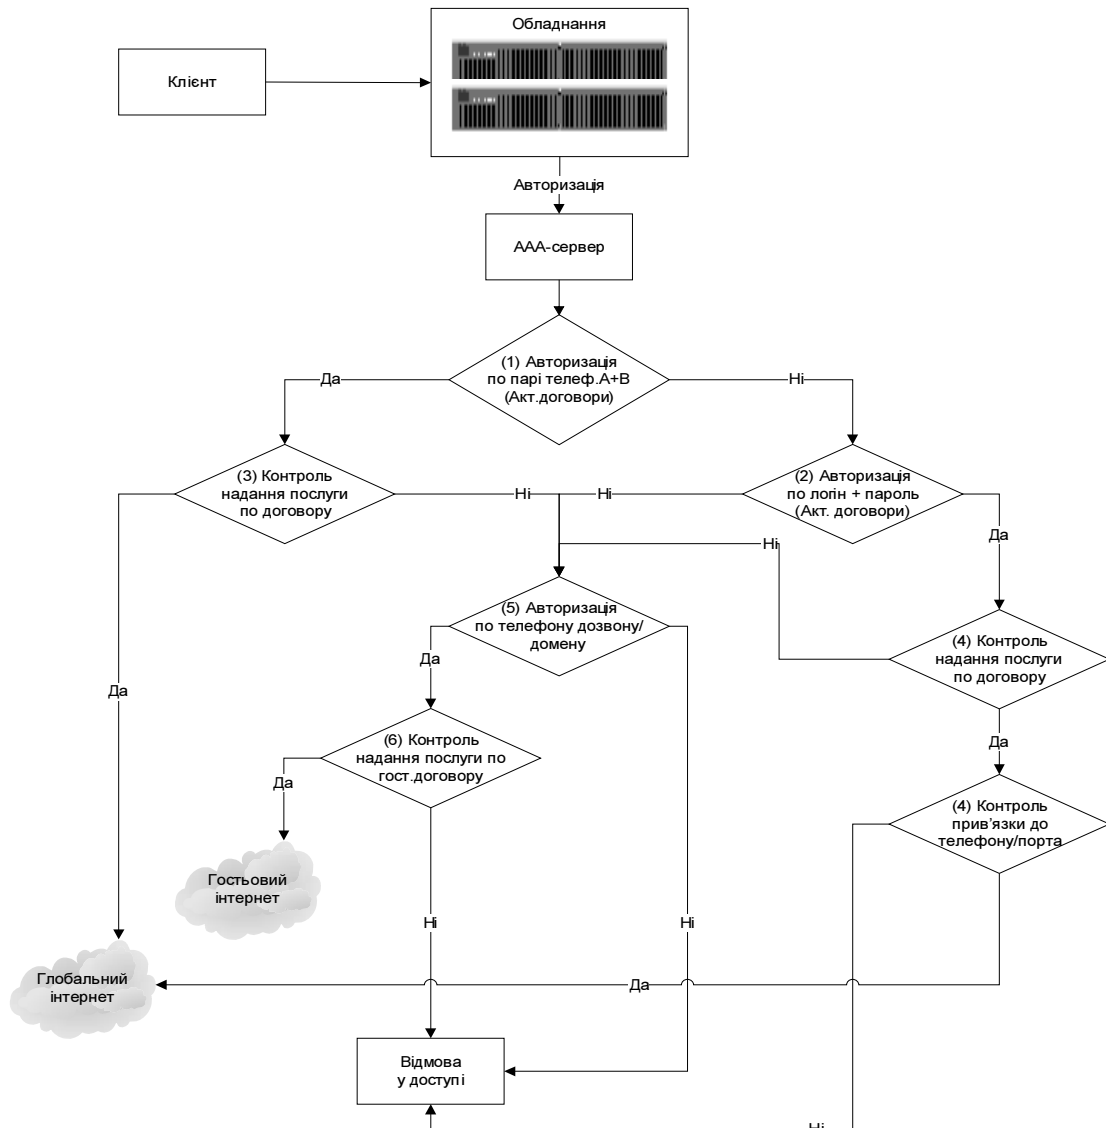 Обладнання
Клієнт
Авторизація
ААА-сервер
(1) Авторизація
по парі телеф.А+В
(Акт.договори)
Да
Ні
(3) Контроль
надання послуги
по договору
Ні
Ні
(2) Авторизація
по логін + пароль
(Акт. договори)
Да
Ні
(5) Авторизація
по телефону дозвону/
домену
(4) Контроль
надання послуги
по договору
Да
Да
(6) Контроль
надання послуги по
гост.договору
Да
Да
(4) Контроль
прив’язки до
телефону/порта
Гостьовий
інтернет
Ні
Ні
Глобальний
інтернет
Да
Відмова
у доступі
Ні